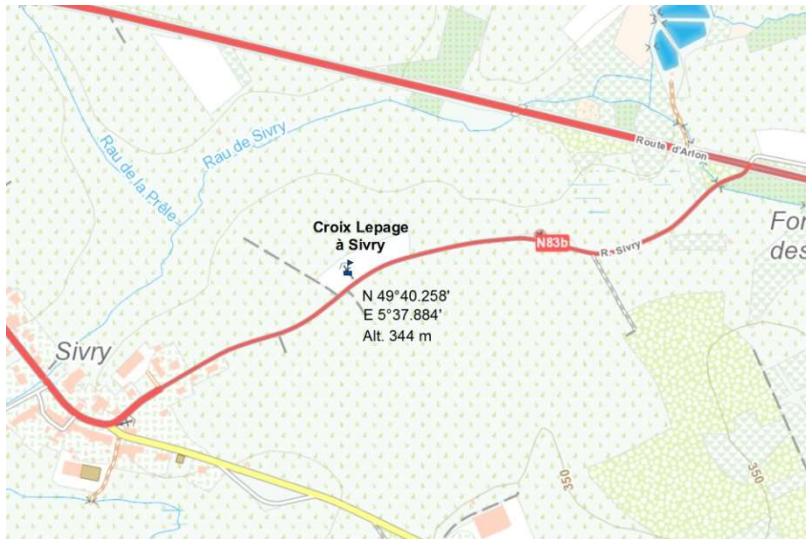 Route d'Arlon
Rau de Sivry
Rau de la Prêle
Croix Lepage
à Sivry
N83b
R. Sivry
For
des
N 49°40.258'
E 5°37.884'
Alt. 344 m
Sivry
350
350